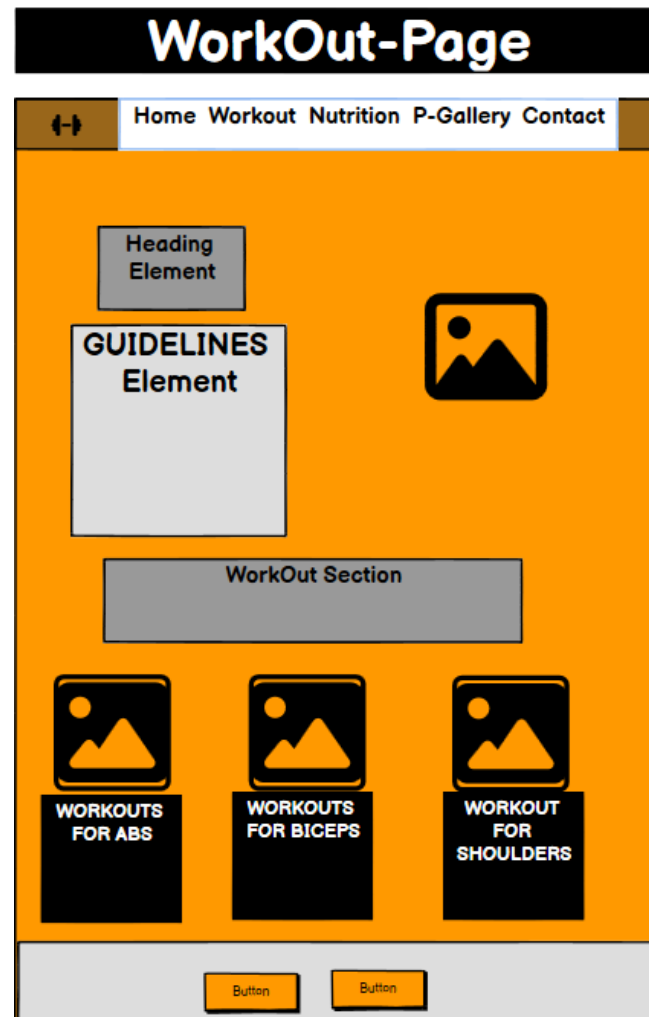 WorkOut-Page
Home Workout Nutrition P-Gallery Contact
Heading
Element
GUIDELINES
Element
WorkOut Section
WORKOUTS
FOR ABS
WORKOUTS
FOR BICEPS
WORKOUT
FOR
SHOULDERS
Button
Button